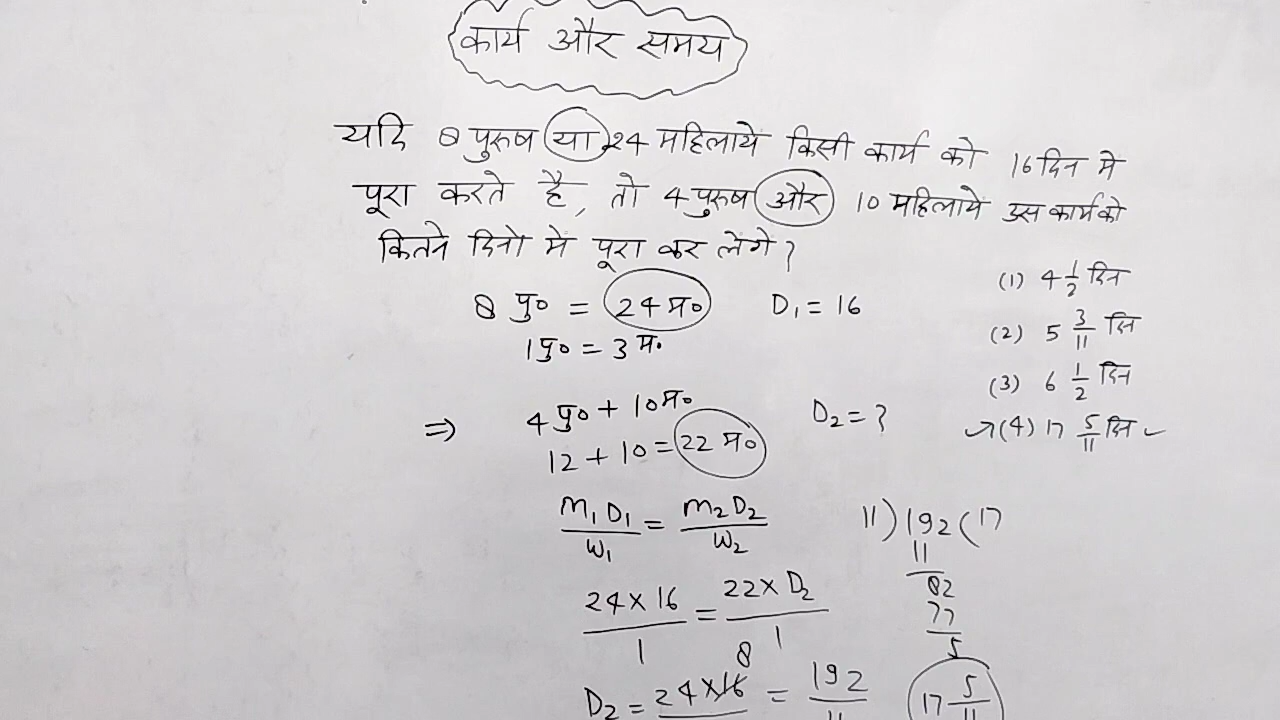 कार्य और समय
यदि 8 पुरुष या 24 महिलाये किसी कार्य को 16 दिन मे
पूरा करते है, तो 4 पुरुष और 10 महिलाये उस कार्य को
कितने दिनो मे पूरा कर लेगे?
(1) 4 1/2 दिन
(2) 5 3/11 दिन
(3) 6 1/2 दिन
(4) 17 5/11 दिन
8 पु० = 24 म० D₁ = 16
1 पु० = 3 म०
⇒ 4 पु० + 10 म० D₂ = ?
12 + 10 = 22 म०
M₁D₁/W₁ = M₂D₂/W₂
24 × 16/1 = 22 × D₂/1
D₂ = 24 × 16 8 = 192/11
11) 192 (17
11
82
77
5
17 5/11